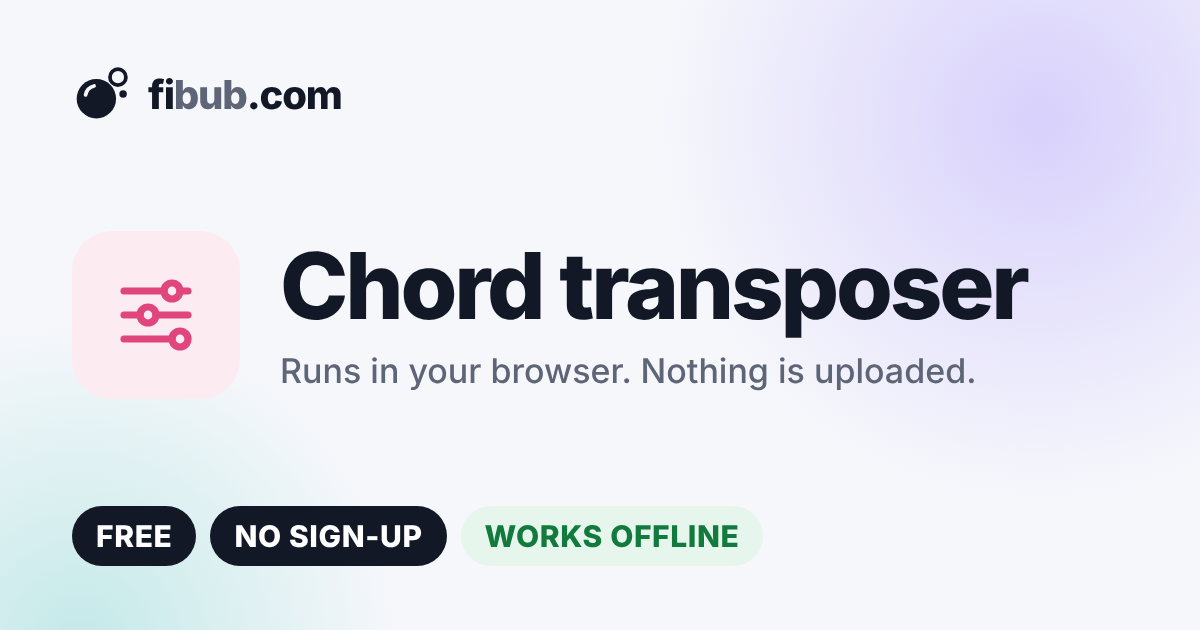 fibub.com
Chord transposer
Runs in your browser. Nothing is uploaded.
FREE NO SIGN-UP WORKS OFFLINE